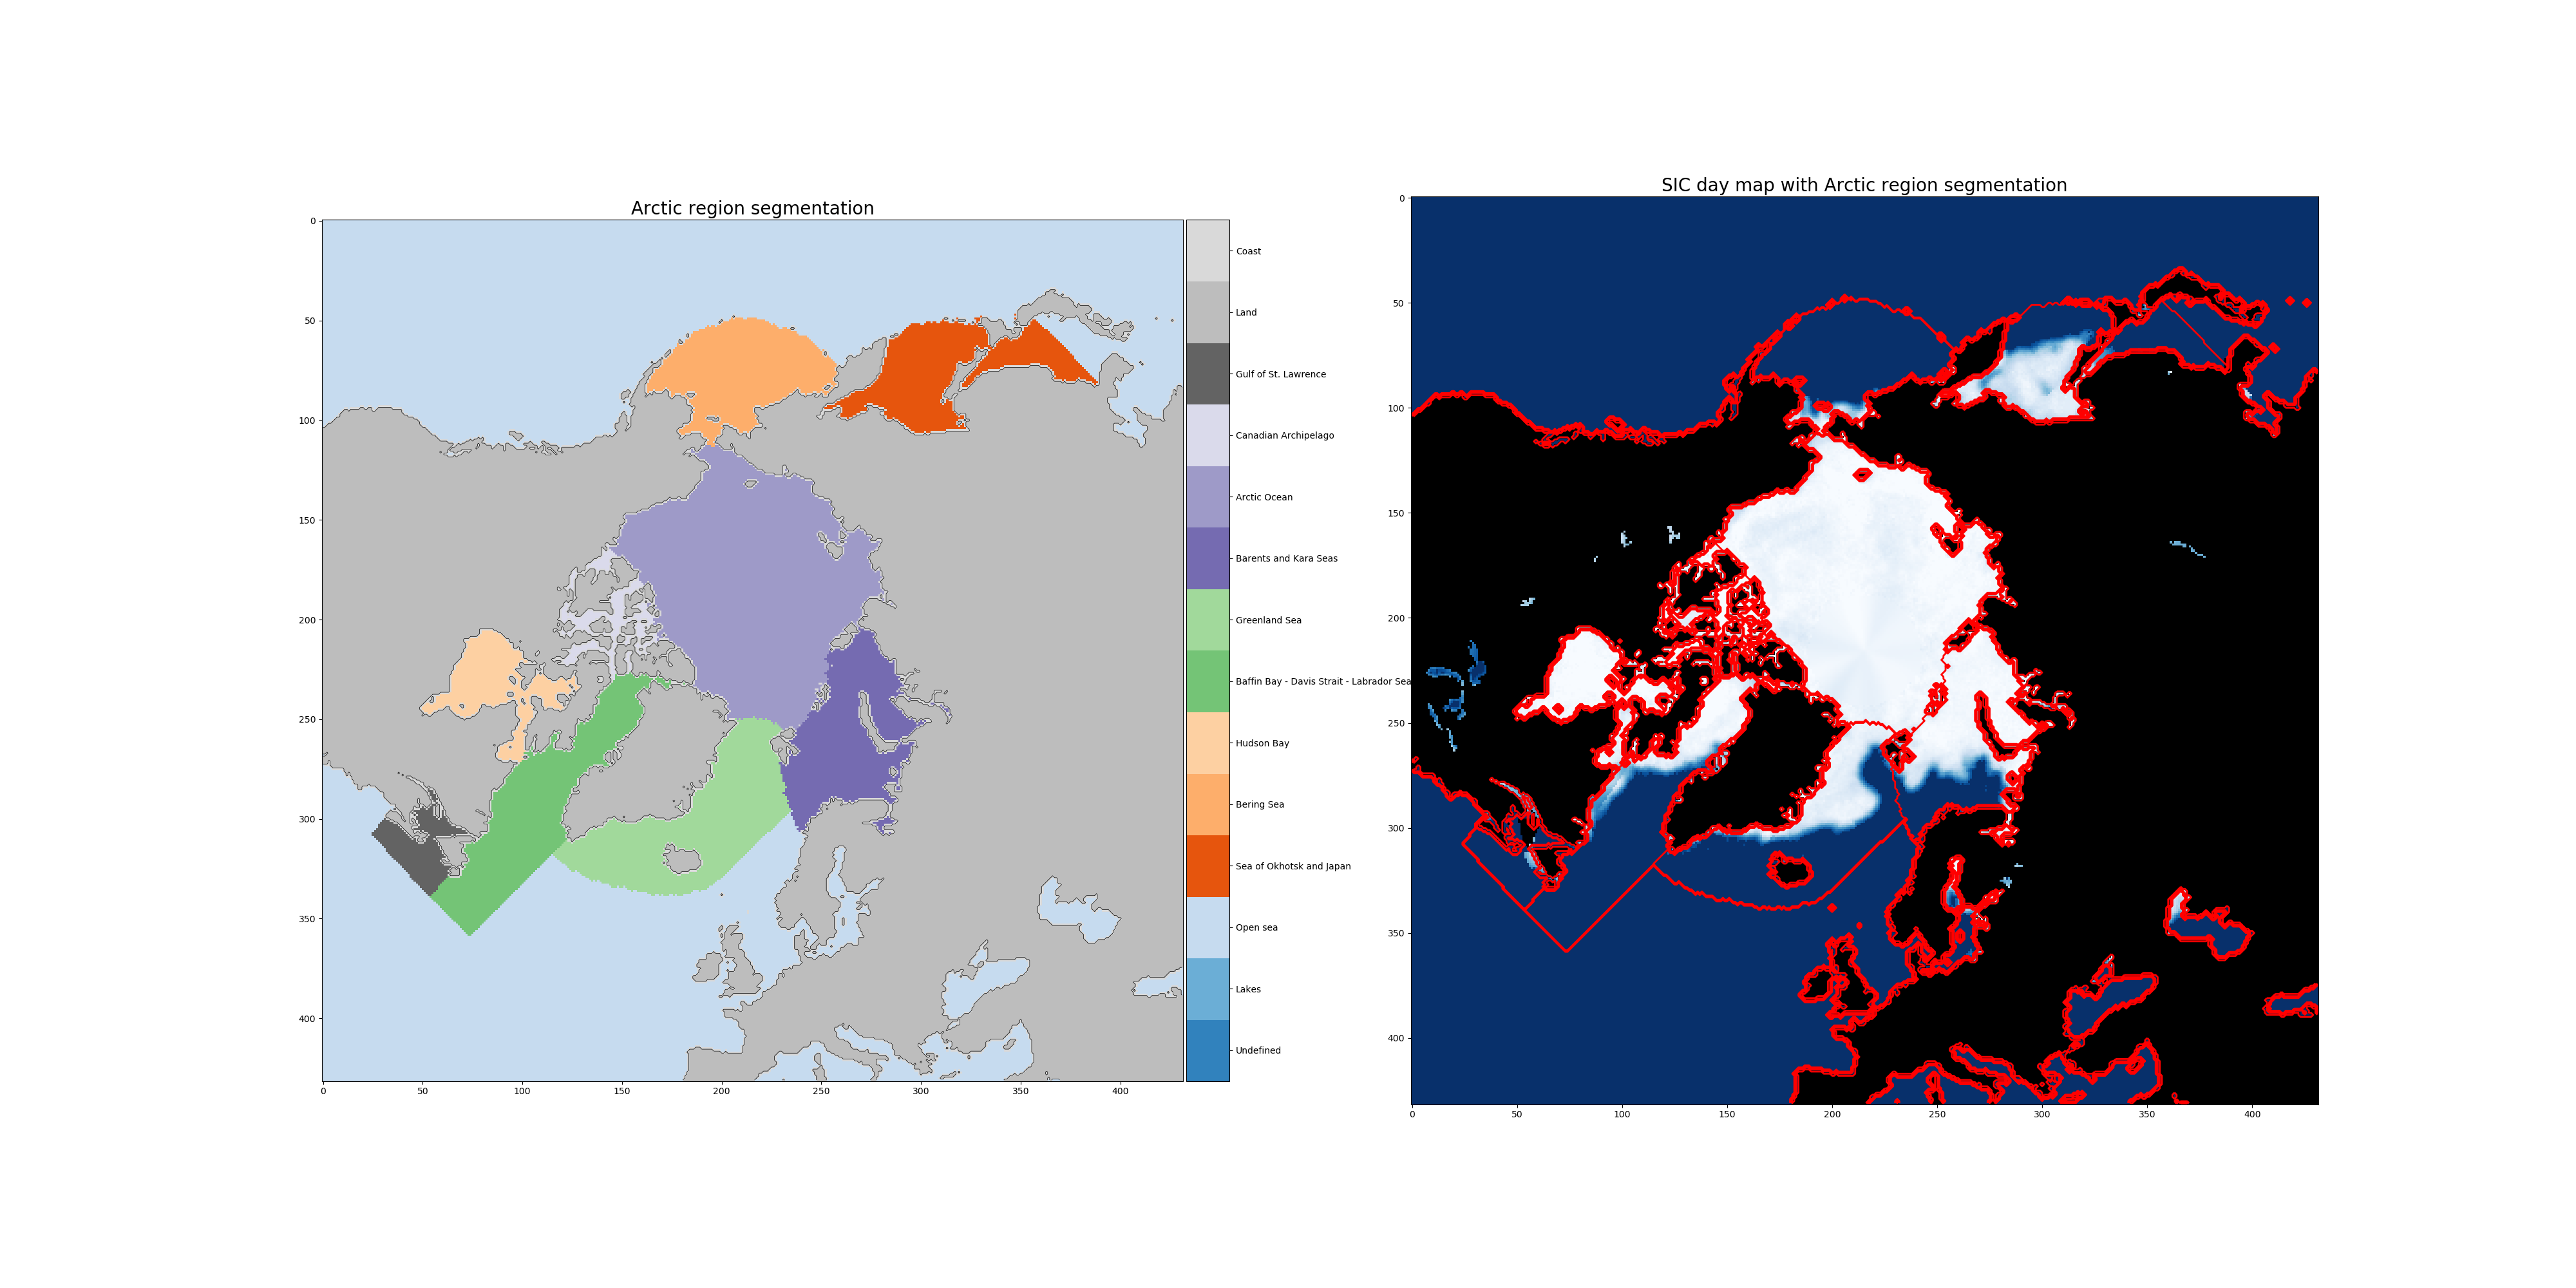 Arctic region segmentation
0
50
100
150
200
250
300
350
400
0 50 100 150 200 250 300 350 400
Coast
Land
Gulf of St. Lawrence
Canadian Archipelago
Arctic Ocean
Barents and Kara Seas
Greenland Sea
Baffin Bay - Davis Strait - Labrador Sea
Hudson Bay
Bering Sea
Sea of Okhotsk and Japan
Open sea
Lakes
Undefined
SIC day map with Arctic region segmentation
0
50
100
150
200
250
300
350
400
0 50 100 150 200 250 300 350 400